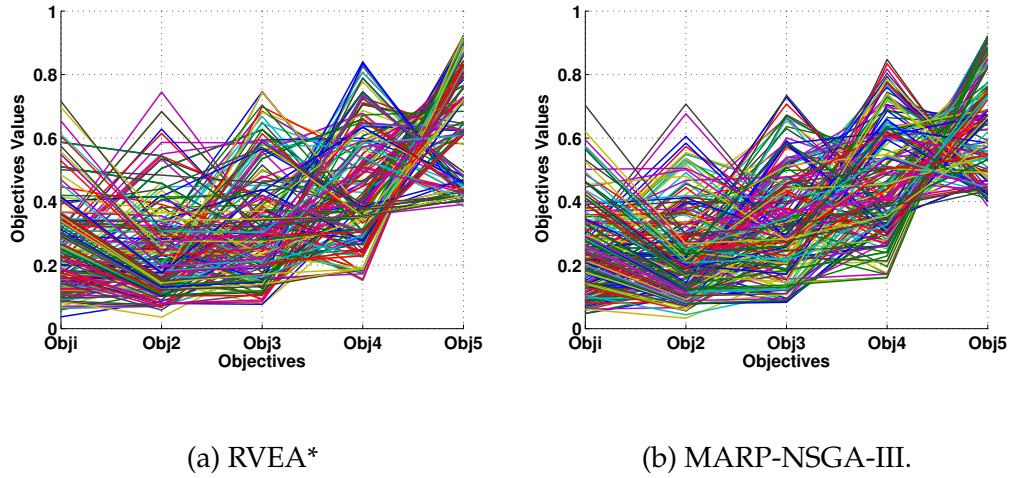 1
0.8
0.6
0.4
0.2
0
Objectives Values
Obji
Obj2
Obj3
Obj4
Obj5
Objectives
1
0.8
0.6
0.4
0.2
0
Objectives Values
Obji
Obj2
Obj3
Obj4
Obj5
Objectives
(a) RVEA*
(b) MARP-NSGA-III.